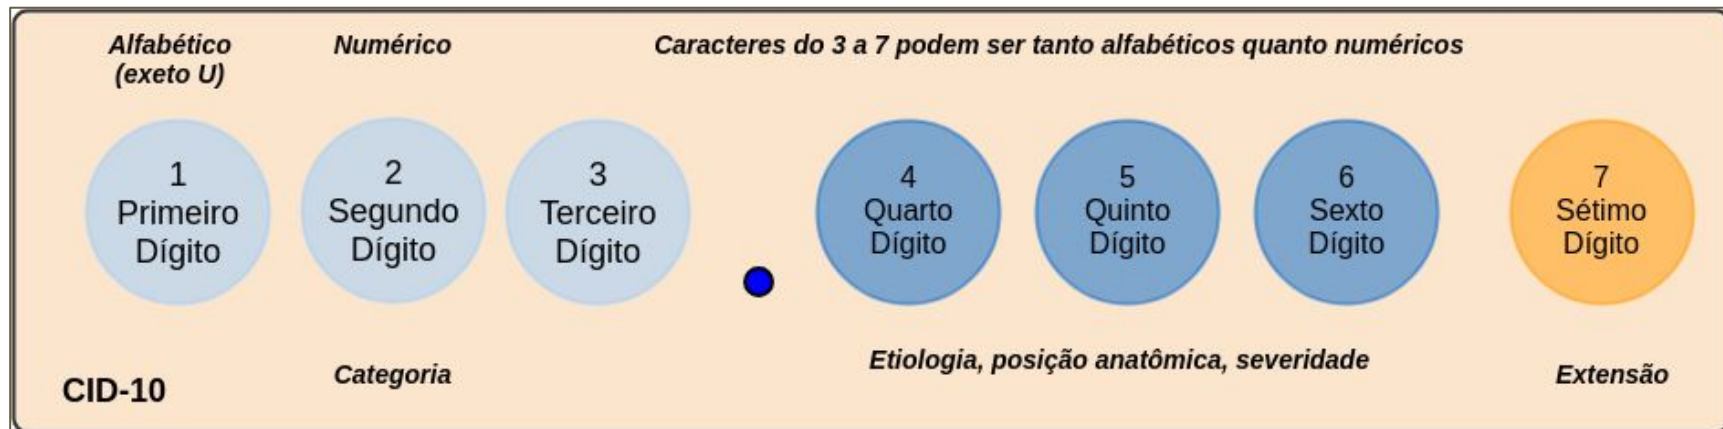 Alfabético
(exeto U)
Numérico
Caracteres do 3 a 7 podem ser tanto alfabéticos quanto numéricos
1
Primeiro
Dígito
2
Segundo
Dígito
3
Terceiro
Dígito
4
Quarto
Dígito
5
Quinto
Dígito
6
Sexto
Dígito
7
Sétimo
Dígito
CID-10
Categoria
Etiologia, posição anatômica, severidade
Extensão